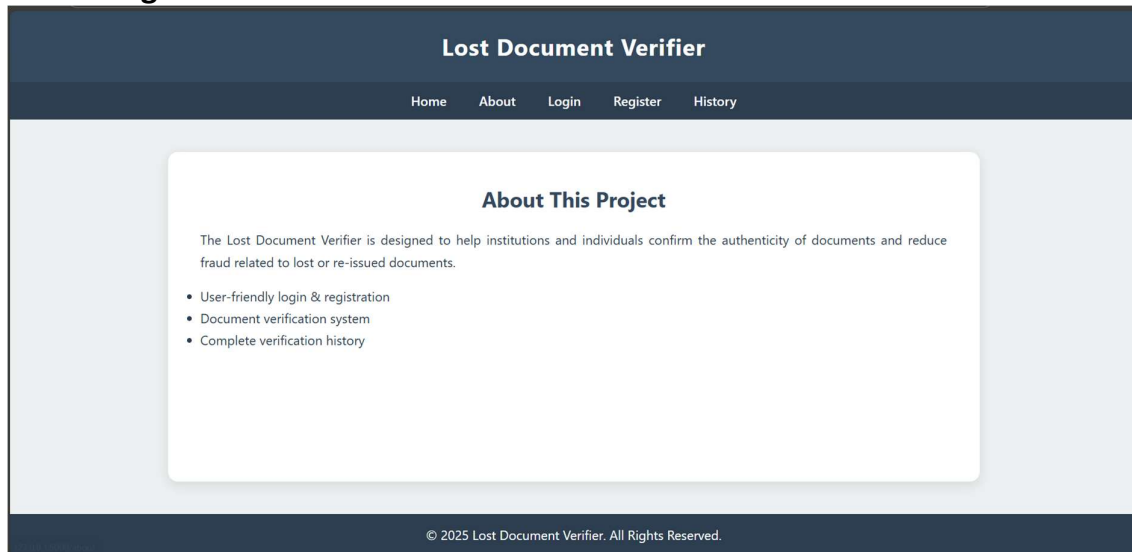 Lost Document Verifier
Home About Login Register History
About This Project
The Lost Document Verifier is designed to help institutions and individuals confirm the authenticity of documents and reduce
fraud related to lost or re-issued documents.
• User-friendly login & registration
• Document verification system
• Complete verification history
© 2025 Lost Document Verifier. All Rights Reserved.